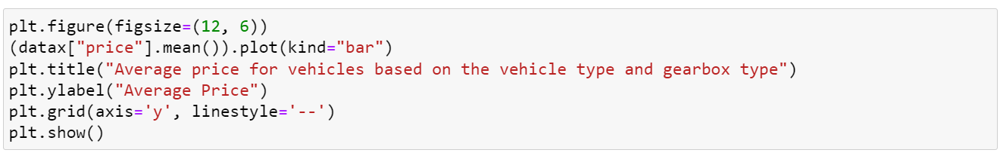 plt.figure(figsize=(12, 6))
(datax["price"].mean()).plot(kind="bar")
plt.title("Average price for vehicles based on the vehicle type and gearbox type")
plt.ylabel("Average Price")
plt.grid(axis='y', linestyle='--')
plt.show()